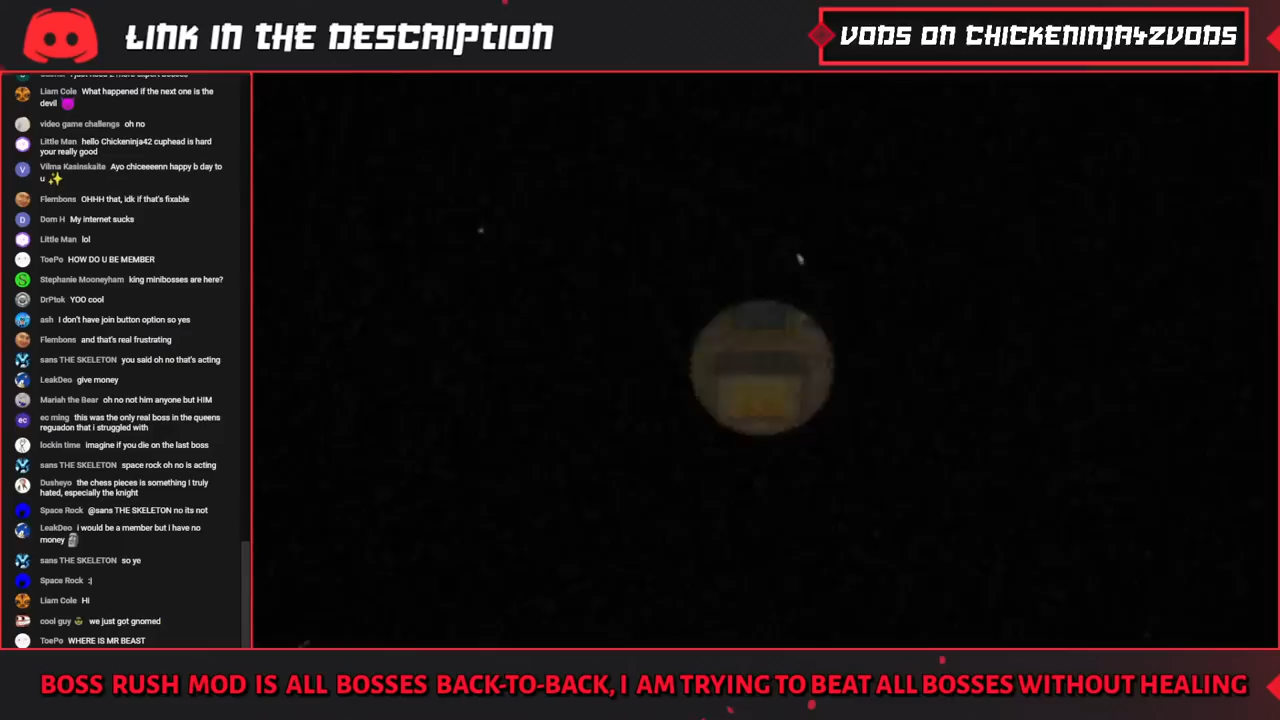 LINK IN THE DESCRIPTION
VODS ON CHICKENINJA42VODS
Liam Cole What happened if the next one is the
devil 😈
video game challengs oh no
Little Man hello Chickeninja42 cuphead is hard
your really good
Vilma Kasinskaite Ayo chiceeeenn happy b day to
u ✨
Flembons OHHH that, idk if that's fixable
Dom H My internet sucks
Little Man lol
ToePo HOW DO U BE MEMBER
Stephanie Mooneyham king minibosses are here?
DrPtok YOO cool
ash I don't have join button option so yes
Flembons and that's real frustrating
sans THE SKELETON you said oh no that's acting
LeakDeo give money
Mariah the Bear oh no not him anyone but HIM
ec ming this was the only real boss in the queens
reguadon that i struggled with
lockin time imagine if you die on the last boss
sans THE SKELETON space rock oh no is acting
Dusheyo the chess pieces is something I truly
hated, especially the knight
Space Rock @sans THE SKELETON no its not
LeakDeo i would be a member but i have no
money 🗿
sans THE SKELETON so ye
Space Rock :|
Liam Cole Hi
cool guy we just got gnomed
ToePo WHERE IS MR BEAST
BOSS RUSH MOD IS ALL BOSSES BACK-TO-BACK, I AM TRYING TO BEAT ALL BOSSES WITHOUT HEALING